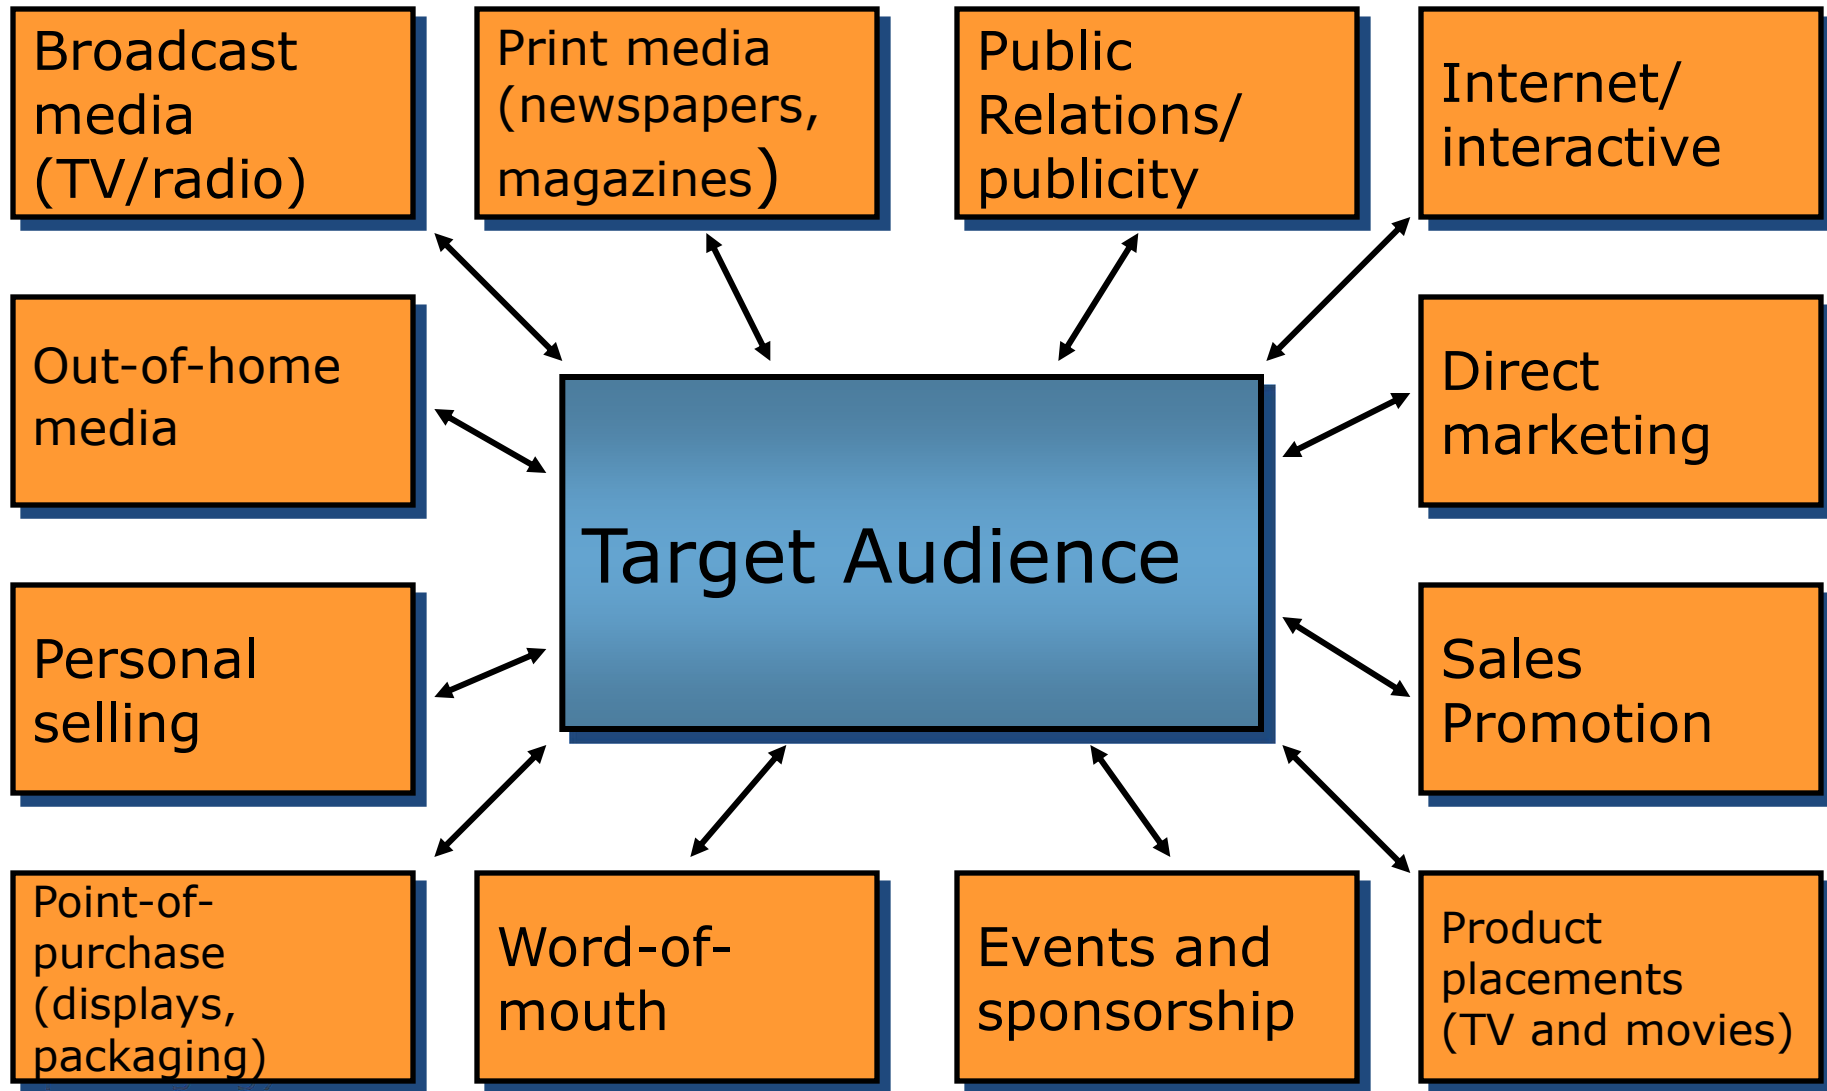 Broadcast
media
(TV/radio)
Print media
(newspapers,
magazines)
Public
Relations/
publicity
Internet/
interactive
Out-of-home
media
Direct
marketing
Target Audience
Personal
selling
Sales
Promotion
Point-of-
purchase
(displays,
packaging)
Word-of-
mouth
Events and
sponsorship
Product
placements
(TV and movies)